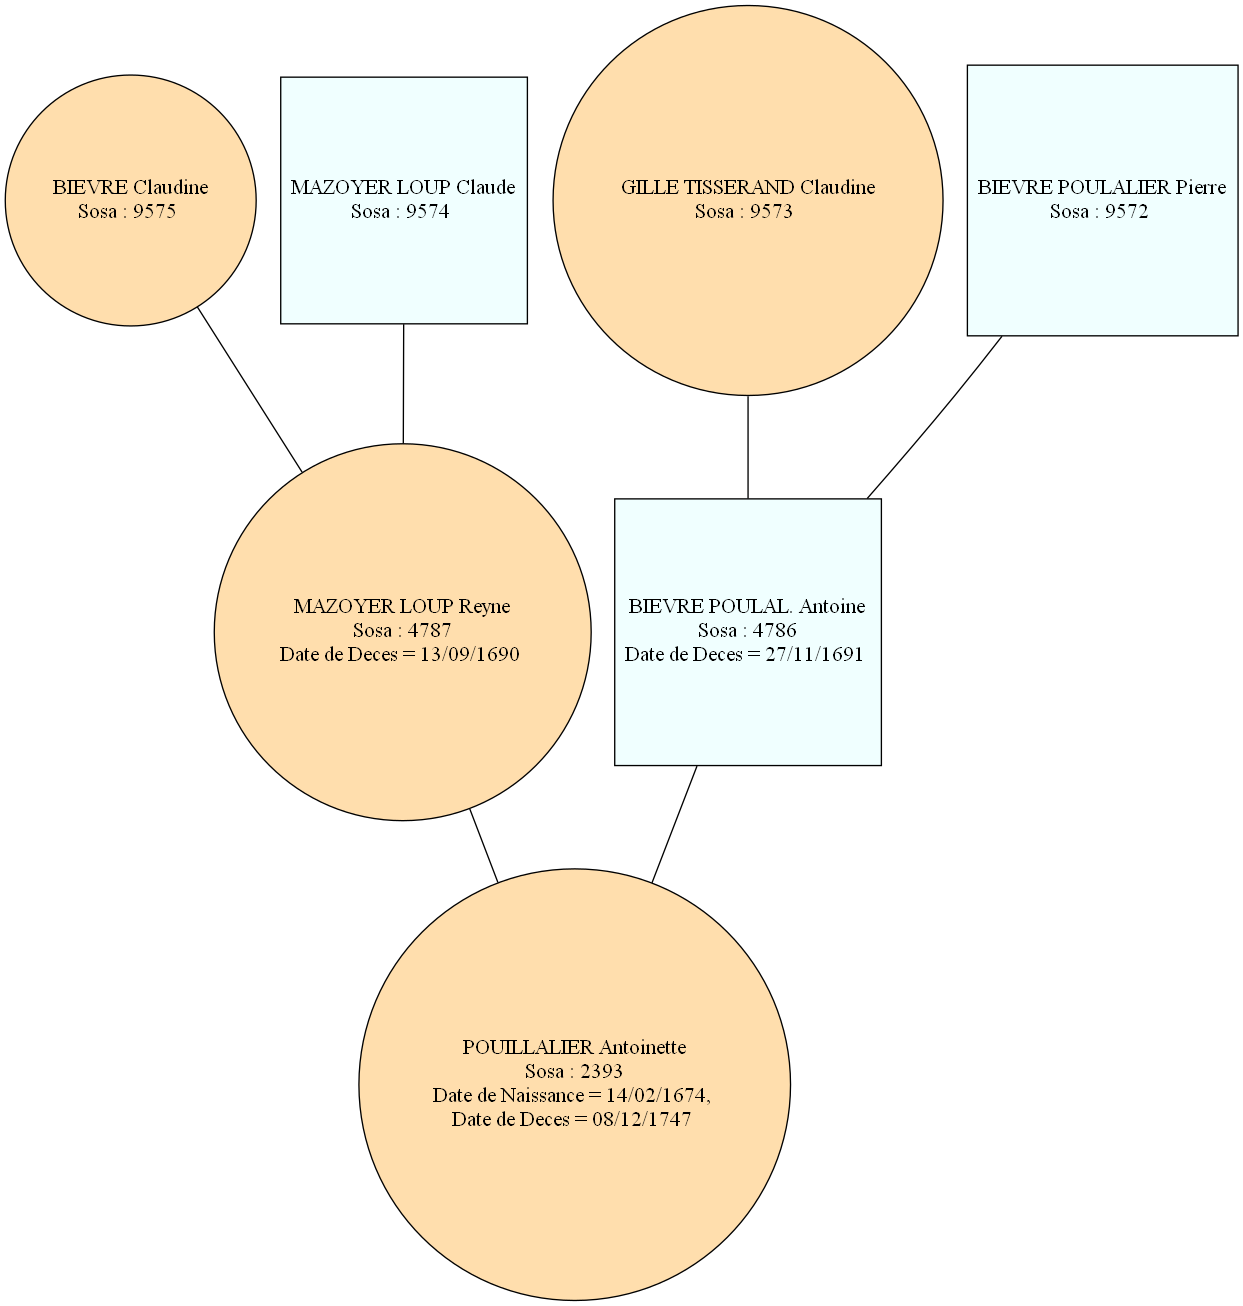 BIEVRE Claudine
Sosa : 9575
MAZOYER LOUP Claude
Sosa : 9574
GILLE TISSERAND Claudine
Sosa : 9573
BIEVRE POULALIER Pierre
Sosa : 9572
MAZOYER LOUP Reyne
Sosa : 4787
Date de Deces = 13/09/1690
BIEVRE POULAL. Antoine
Sosa : 4786
Date de Deces = 27/11/1691
POUILLALIER Antoinette
Sosa : 2393
Date de Naissance = 14/02/1674,
Date de Deces = 08/12/1747